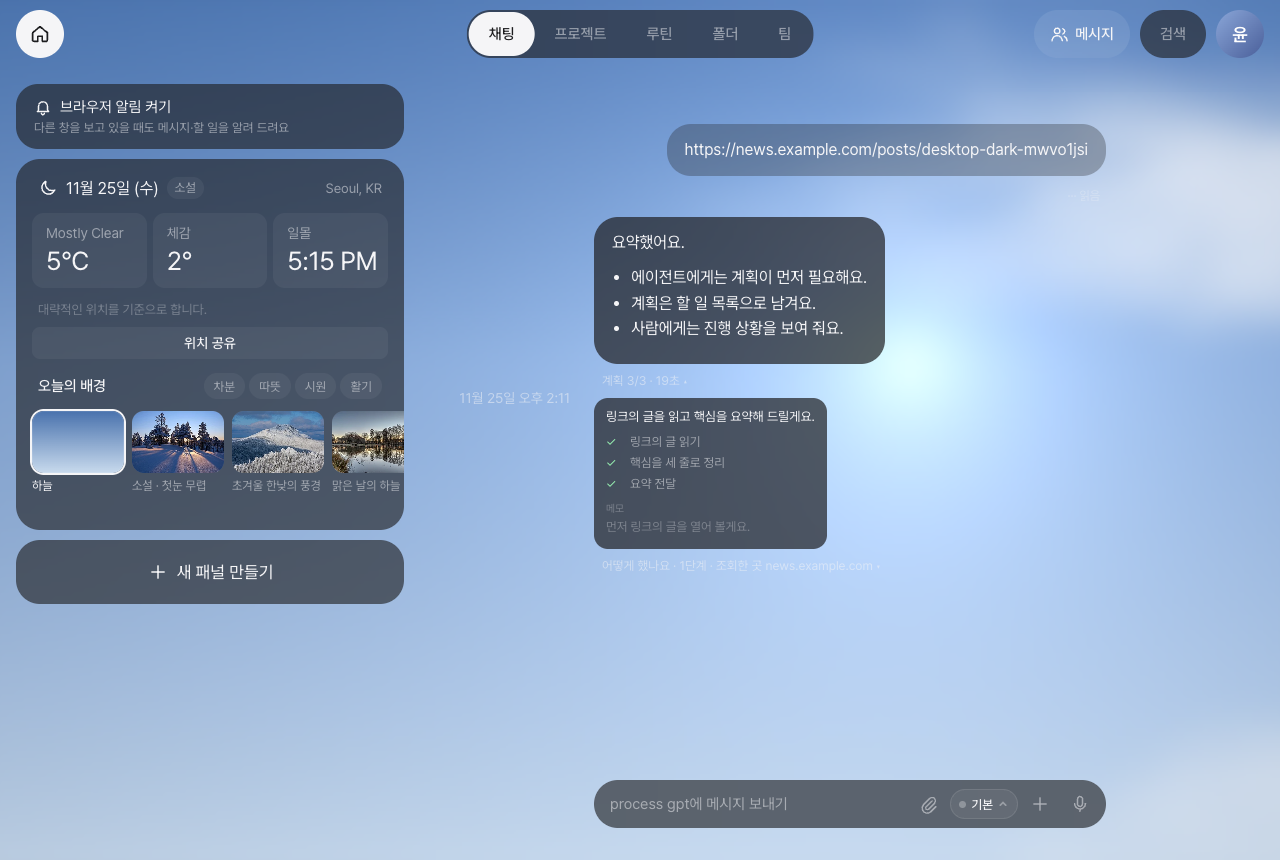 채팅
프로젝트
루틴
폴더
팀
메시지
검색
윤
브라우저 알림 켜기
다른 창을 보고 있을 때도 메시지·할 일을 알려 드려요
11월 25일 (수)
소설
Seoul, KR
Mostly Clear
5°C
체감
2°
일몰
5:15 PM
대략적인 위치를 기준으로 합니다.
위치 공유
오늘의 배경
차분
따뜻
시원
활기
하늘
소설 · 첫눈 무렵
초겨울 한낮의 풍경
맑은 날의 하늘
새 패널 만들기
https://news.example.com/posts/desktop-dark-mwvo1jsi
요약했어요.
• 에이전트에게는 계획이 먼저 필요해요.
• 계획은 할 일 목록으로 남겨요.
• 사람에게는 진행 상황을 보여 줘요.
계획 3/3 · 19초
11월 25일 오후 2:11
링크의 글을 읽고 핵심을 요약해 드릴게요.
링크의 글 읽기
핵심을 세 줄로 정리
요약 전달
메모
먼저 링크의 글을 열어 볼게요.
어떻게 했나요 · 1단계 · 조회한 곳 news.example.com
process gpt에 메시지 보내기
기본